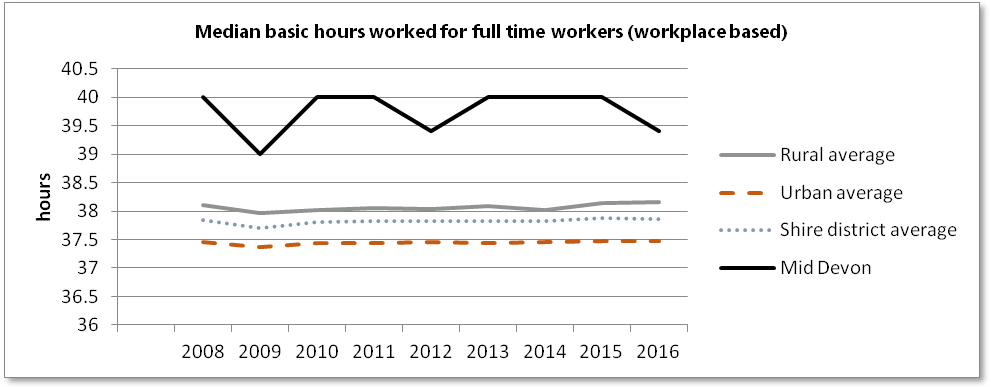 Median basic hours worked for full time workers (workplace based)
40.5
40
39.5
39
38.5
38
37.5
37
36.5
36
hours
2008 2009 2010 2011 2012 2013 2014 2015 2016
Rural average
Urban average
Shire district average
Mid Devon